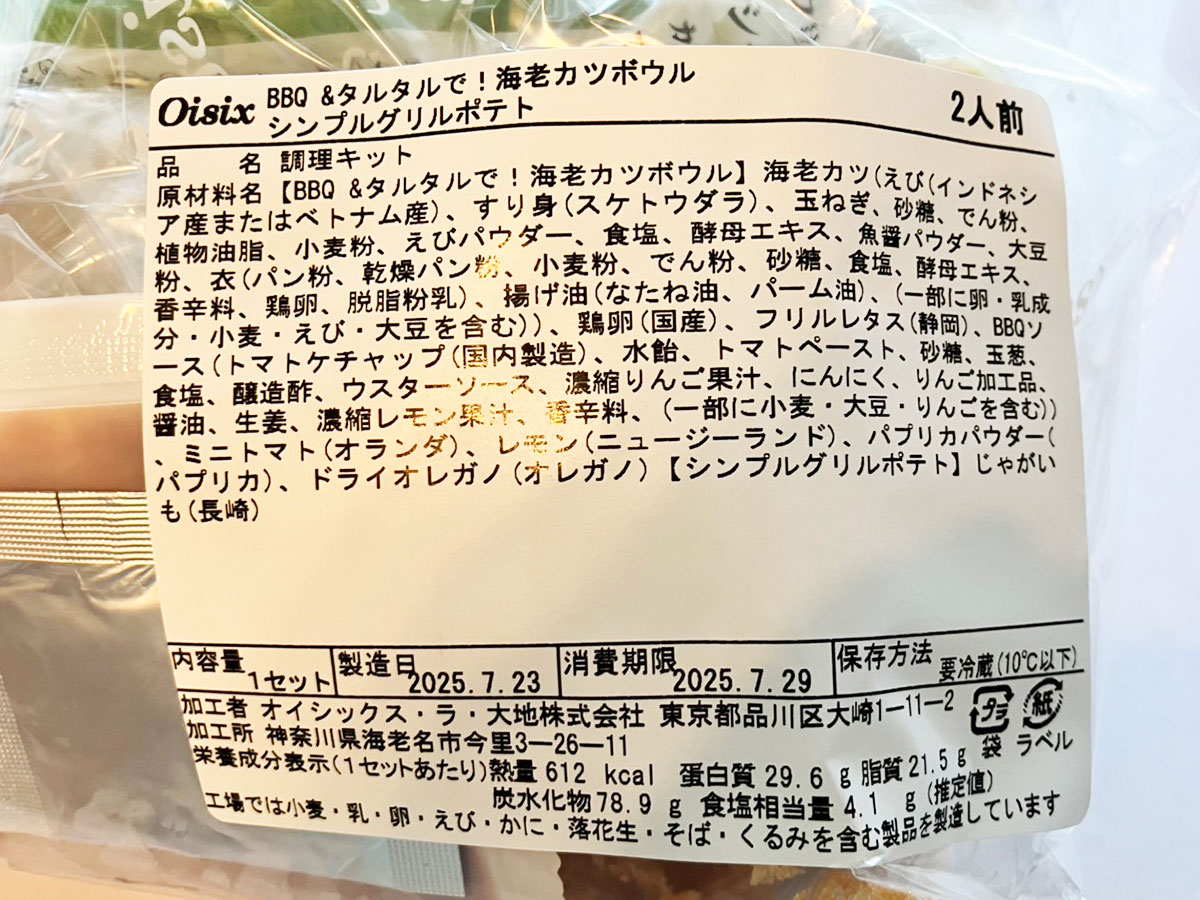 Oisix BBQ &タルタルで！海老カツボウル
シンプルグリルポテト
2人前
品 名 調理キット
原材料名【BBQ &タルタルで！海老カツボウル】海老カツ(えび(インドネシ
ア産またはベトナム産)、すり身(スケトウダラ)、玉ねぎ、砂糖、でん粉、
植物油脂、小麦粉、えびパウダー、食塩、酵母エキス、魚醤パウダー、大豆
粉、衣(パン粉、乾燥パン粉、小麦粉、でん粉、砂糖、食塩、酵母エキス、
香辛料、鶏卵、脱脂粉乳)、揚げ油(なたね油、パーム油)、(一部に卵・乳成
分・小麦・えび・大豆を含む))、鶏卵(国産)、フリルレタス(静岡)、BBQソ
ース(トマトケチャップ(国内製造)、水飴、トマトペースト、砂糖、玉葱、
食塩、醸造酢、ウスターソース、濃縮りんご果汁、にんにく、りんご加工品、
醤油、生姜、濃縮レモン果汁、香辛料、(一部に小麦・大豆・りんごを含む))
、ミニトマト(オランダ)、レモン(ニュージーランド)、パプリカパウダー(
パプリカ)、ドライオレガノ(オレガノ)【シンプルグリルポテト】じゃがい
も(長崎)
内容量 1セット 製造日 2025.7.23 消費期限 2025.7.29 保存方法 要冷蔵(10℃以下)
加工者 オイシックス・ラ・大地株式会社 東京都品川区大崎1-11-2
加工所 神奈川県海老名市今里3-26-11
プラ 袋 紙 ラベル
栄養成分表示(1セットあたり)熱量 612 kcal 蛋白質 29.6 g 脂質 21.5 g
炭水化物 78.9 g 食塩相当量 4.1 g (推定値)
工場では小麦・乳・卵・えび・かに・落花生・そば・くるみを含む製品を製造しています